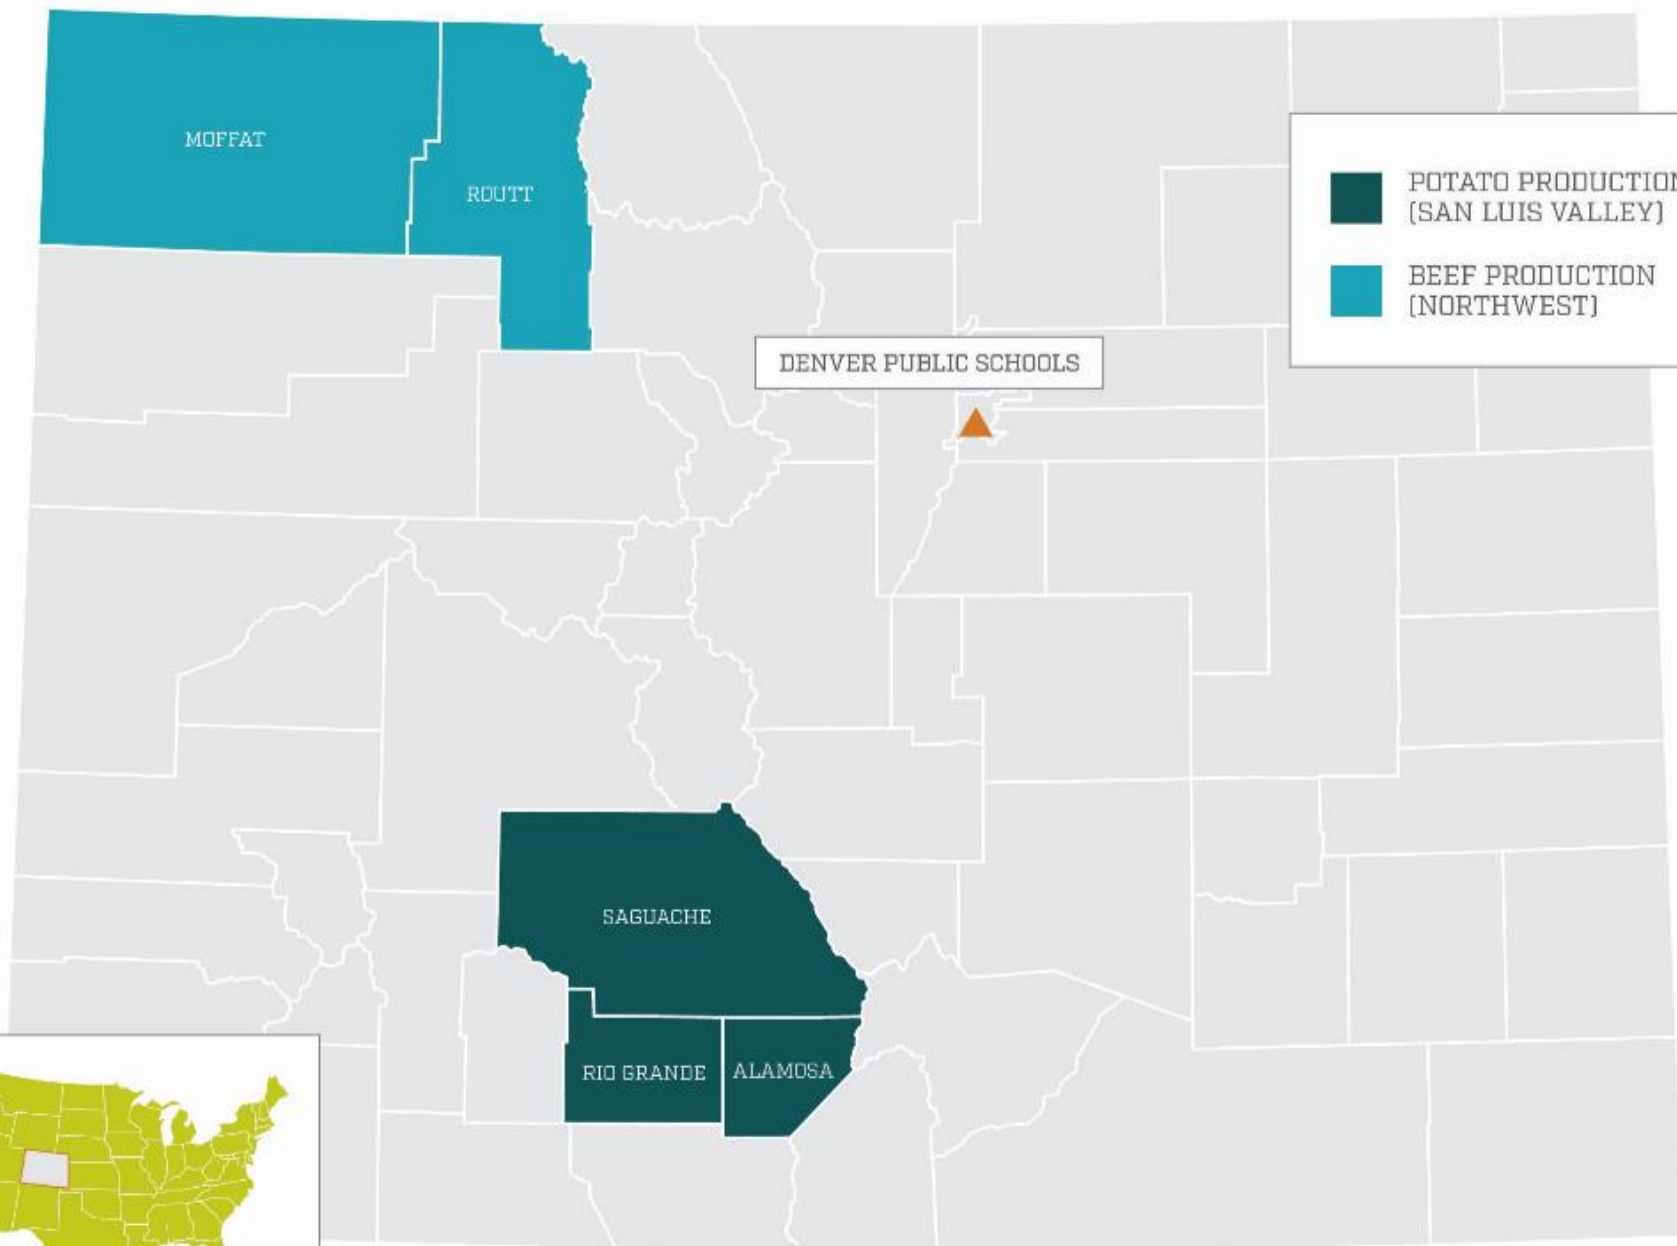 MOFFAT
ROUTT
POTATO PRODUCTION
(SAN LUIS VALLEY)
BEEF PRODUCTION
(NORTHWEST)
DENVER PUBLIC SCHOOLS
SAGUACHE
RIO GRANDE
ALAMOSA